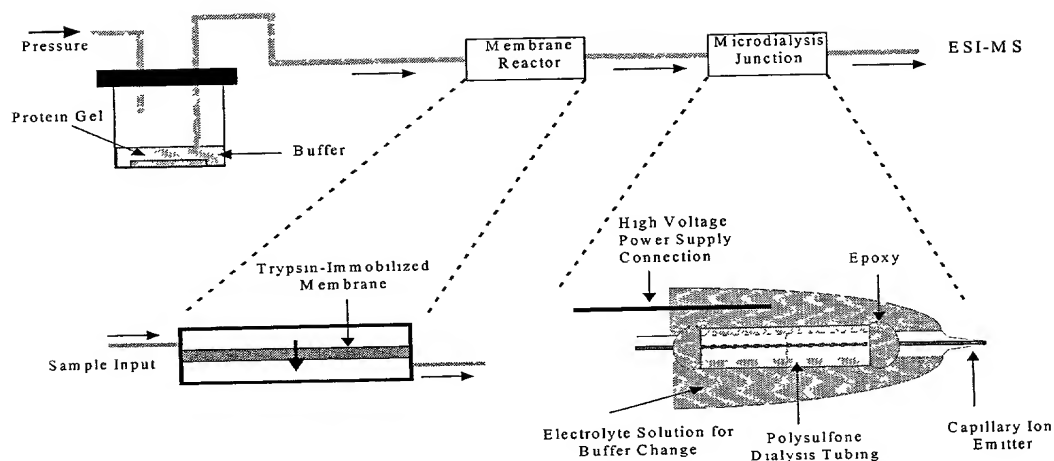 Pressure
Membrane
Reactor
Microdialysis
Junction
ESI-MS
Protein Gel
Buffer
High Voltage
Power Supply
Connection
Epoxy
Trypsin-Immobilized
Membrane
Sample Input
Electrolyte Solution for
Buffer Change
Polysulfone
Dialysis Tubing
Capillary Ion
Emitter